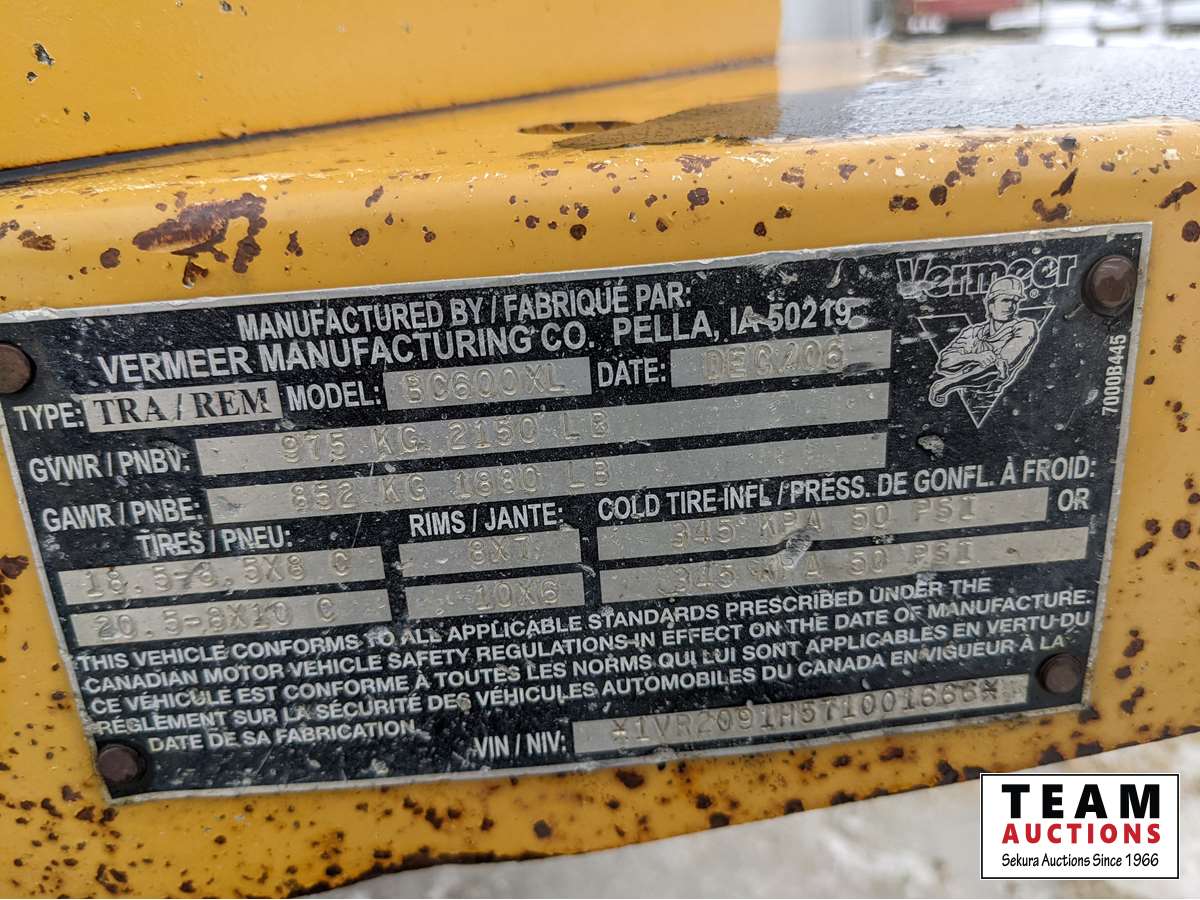 MANUFACTURED BY / FABRIQUÉ PAR:
VERMEER MANUFACTURING CO. PELLA, IA 50219
Vermeer
TYPE: TRA / REM MODEL: BC600XL DATE: DEC 206
7000B445
GVWR / PNBV: 975 KG 2150 LB
GAWR / PNBE: 852 KG 1880 LB
TIRES / PNEU: RIMS / JANTE: COLD TIRE INFL / PRESS. DE GONFL. À FROID:
18.5-8.5X8 C 8X7 345 KPA 50 PSI OR
20.5-8X10 C 10X6 345 KPA 50 PSI
THIS VEHICLE CONFORMS TO ALL APPLICABLE STANDARDS PRESCRIBED UNDER THE
CANADIAN MOTOR VEHICLE SAFETY REGULATIONS IN EFFECT ON THE DATE OF MANUFACTURE.
CE VÉHICULE EST CONFORME À TOUTES LES NORMS QUI LUI SONT APPLICABLES EN VERTU DU
RÉGLEMENT SUR LA SÉCURITÉ DES VÉHICULES AUTOMOBILES DU CANADA EN VIGUEUR À LA
DATE DE SA FABRICATION.
VIN / NIV: *1VR2091H571001666*
TEAM
AUCTIONS
Sekura Auctions Since 1966